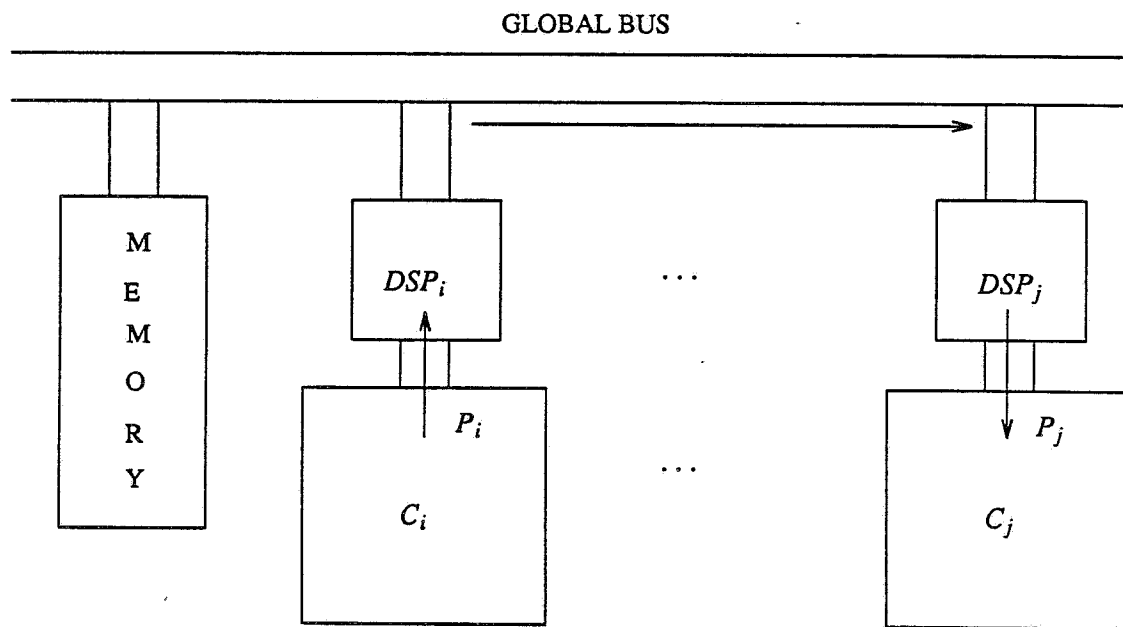 GLOBAL BUS
M
E
M
O
R
Y
DSP_i
...
DSP_j
P_i
P_j
...
C_i
C_j